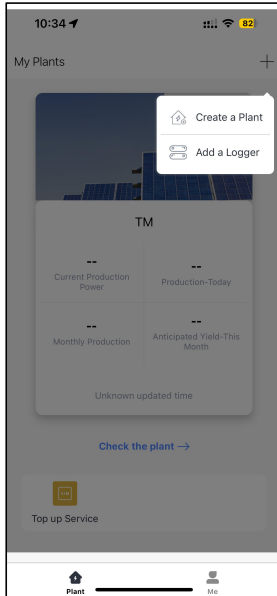 10:34
82
My Plants
Create a Plant
Add a Logger
TM
--
Current Production
Power
--
Production-Today
--
Monthly Production
--
Anticipated Yield-This
Month
Unknown updated time
Check the plant →
Top up Service
Plant
Me